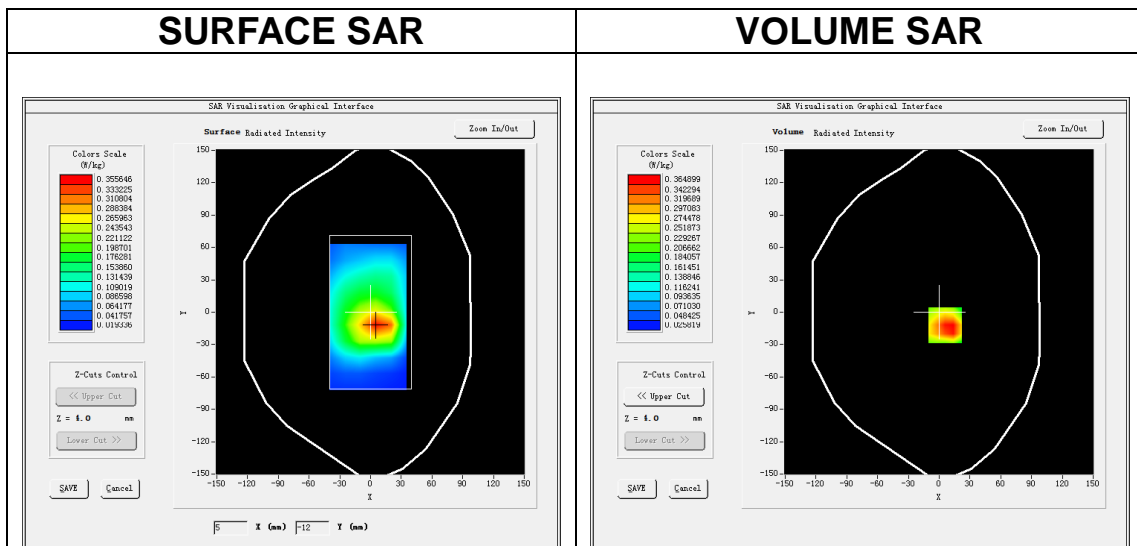 SURFACE SAR
VOLUME SAR
SAR Visualisation Graphical Interface
Surface Radiated Intensity
Zoom In/Out
Colors Scale
(W/kg)
0.355646
0.333225
0.310804
0.288384
0.265963
0.243543
0.221122
0.198701
0.176281
0.153860
0.131439
0.109019
0.086598
0.064177
0.041757
0.019336
150
120
90
60
30
0
-30
-60
-90
-120
-150
Y
-150 -120 -90 -60 -30 0 30 60 90 120 150
X
Z-Cuts Control
<< Upper Cut
Z = 4.0 mm
Lower Cut >>
SAVE Cancel
5 X (mm) -12 Y (mm)
SAR Visualisation Graphical Interface
Volume Radiated Intensity
Zoom In/Out
Colors Scale
(W/kg)
0.364899
0.342294
0.319689
0.297083
0.274478
0.251873
0.229267
0.206662
0.184057
0.161451
0.138846
0.116241
0.093635
0.071030
0.048425
0.025819
150
120
90
60
30
0
-30
-60
-90
-120
-150
Y
-150 -120 -90 -60 -30 0 30 60 90 120 150
X
Z-Cuts Control
<< Upper Cut
Z = 4.0 mm
Lower Cut >>
SAVE Cancel